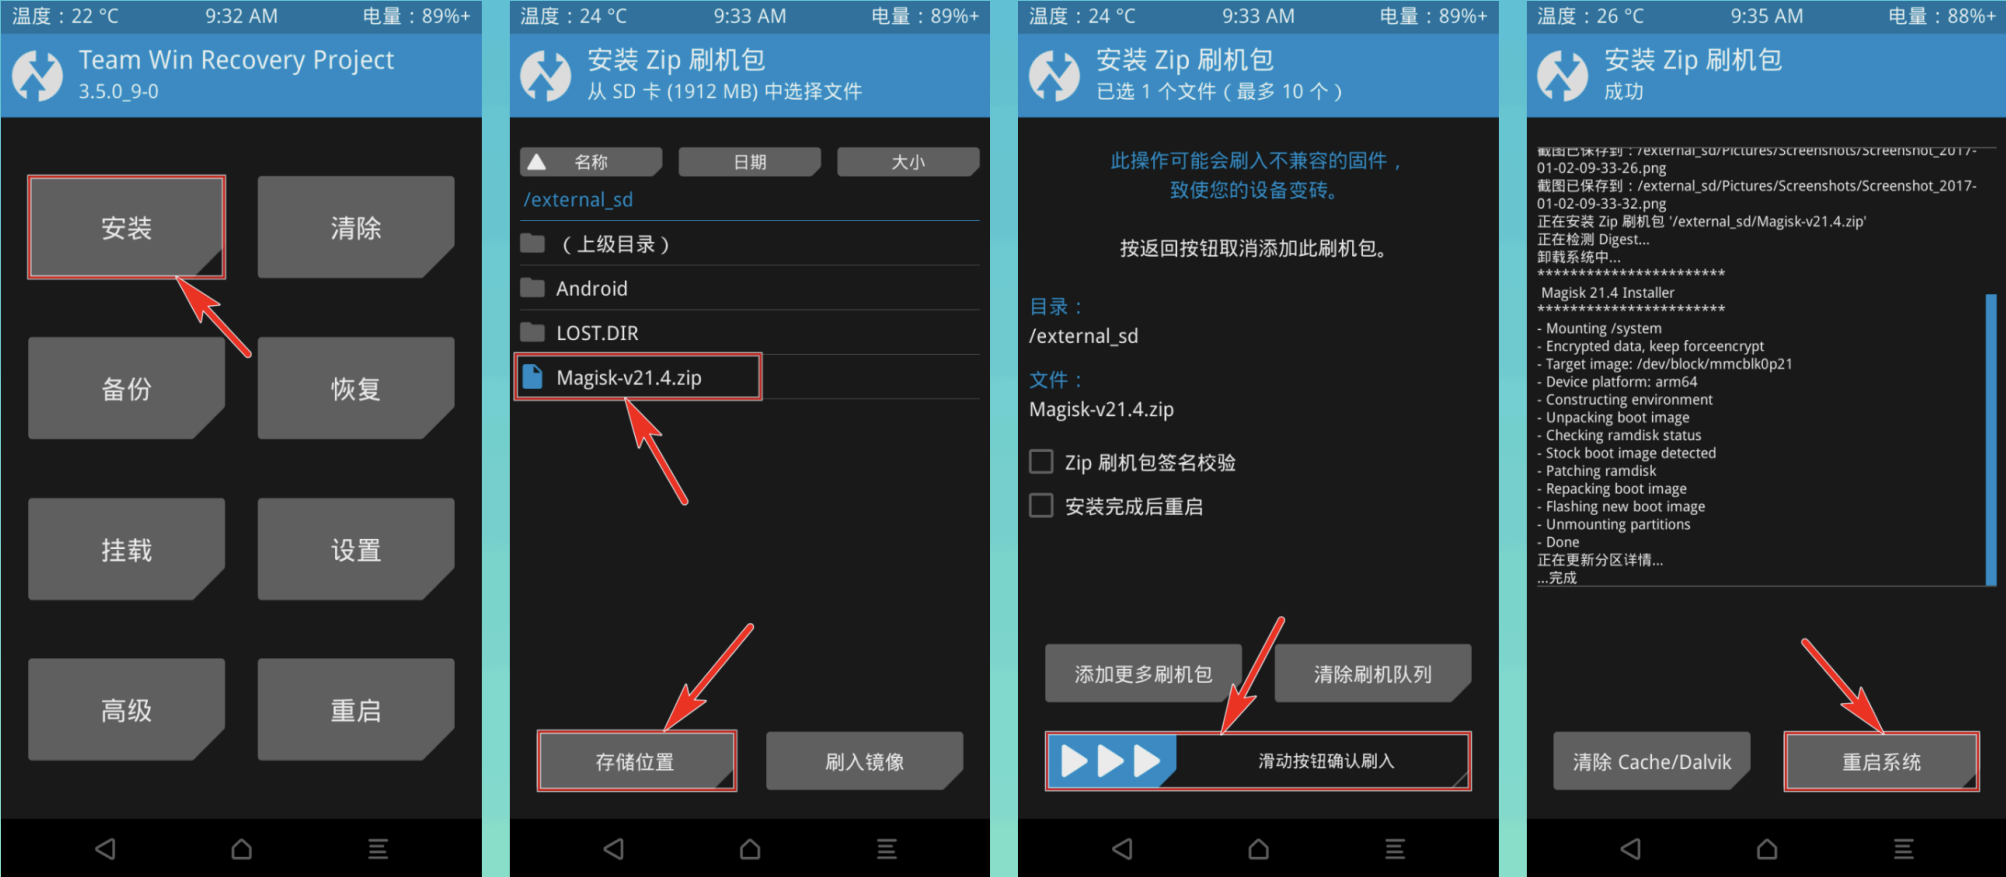 温度：22 °C 9:32 AM 电量：89%+
Team Win Recovery Project
3.5.0_9-0
安装 清除
备份 恢复
挂载 设置
高级 重启
温度：24 °C 9:33 AM 电量：89%+
安装 Zip 刷机包
从 SD 卡 (1912 MB) 中选择文件
名称 日期 大小
/external_sd
（上级目录）
Android
LOST.DIR
Magisk-v21.4.zip
存储位置 刷入镜像
温度：24 °C 9:33 AM 电量：89%+
安装 Zip 刷机包
已选 1 个文件（最多 10 个）
此操作可能会刷入不兼容的固件，
致使您的设备变砖。
按返回按钮取消添加此刷机包。
目录：
/external_sd
文件：
Magisk-v21.4.zip
Zip 刷机包签名校验
安装完成后重启
添加更多刷机包 清除刷机队列
滑动按钮确认刷入
温度：26 °C 9:35 AM 电量：88%+
安装 Zip 刷机包
成功
截图已保存到：/external_sd/Pictures/Screenshots/Screenshot_2017-
01-02-09-33-26.png
截图已保存到：/external_sd/Pictures/Screenshots/Screenshot_2017-
01-02-09-33-32.png
正在安装 Zip 刷机包 '/external_sd/Magisk-v21.4.zip'
正在检测 Digest...
卸载系统中...
***********************
Magisk 21.4 Installer
***********************
- Mounting /system
- Encrypted data, keep forceencrypt
- Target image: /dev/block/mmcblk0p21
- Device platform: arm64
- Constructing environment
- Unpacking boot image
- Checking ramdisk status
- Stock boot image detected
- Patching ramdisk
- Repacking boot image
- Flashing new boot image
- Unmounting partitions
- Done
正在更新分区详情...
...完成
清除 Cache/Dalvik 重启系统